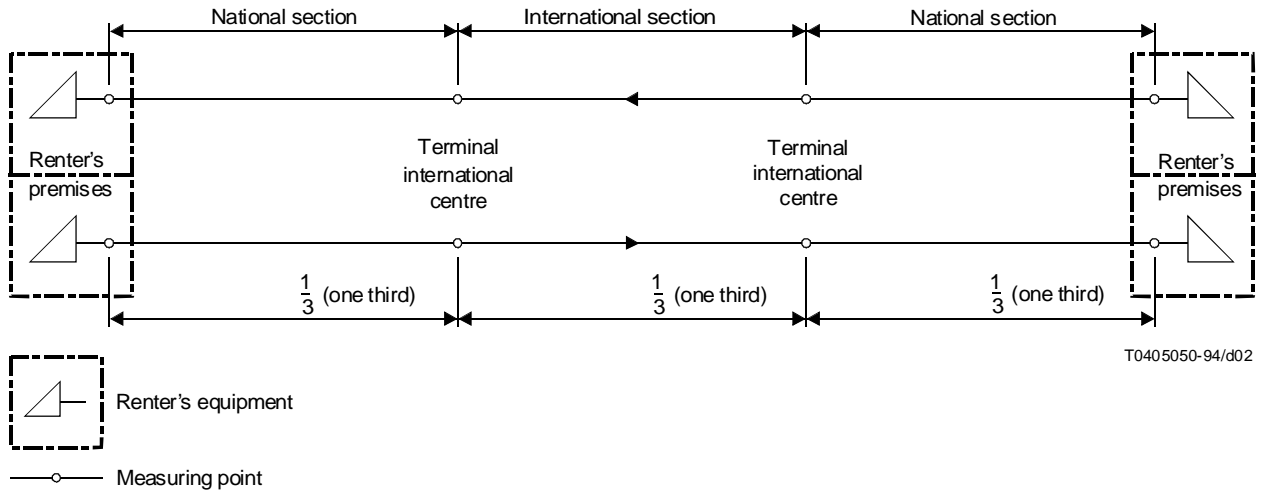 National section
International section
National section
Renter's
premises
Terminal
international
centre
Terminal
international
centre
Renter's
premises
1/3 (one third)
1/3 (one third)
1/3 (one third)
T0405050-94/d02
Renter's equipment
Measuring point